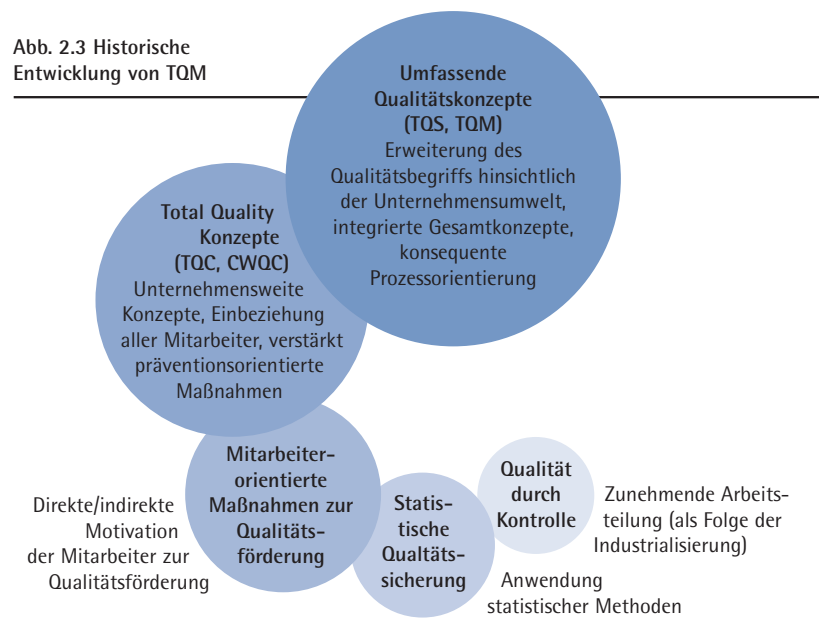 Abb. 2.3 Historische
Entwicklung von TQM
Umfassende
Qualitätskonzepte
(TQS, TQM)
Erweiterung des
Qualitätsbegriffs hinsichtlich
der Unternehmensumwelt,
integrierte Gesamtkonzepte,
konsequente
Prozessorientierung
Total Quality
Konzepte
(TQC, CWQC)
Unternehmensweite
Konzepte, Einbeziehung
aller Mitarbeiter, verstärkt
präventionsorientierte
Maßnahmen
Mitarbeiter-
orientierte
Maßnahmen zur
Qualitäts-
förderung
Direkte/indirekte
Motivation
der Mitarbeiter zur
Qualitätsförderung
Statis-
tische
Qualtäts-
sicherung
Anwendung
statistischer Methoden
Qualität
durch
Kontrolle
Zunehmende Arbeits-
teilung (als Folge der
Industrialisierung)